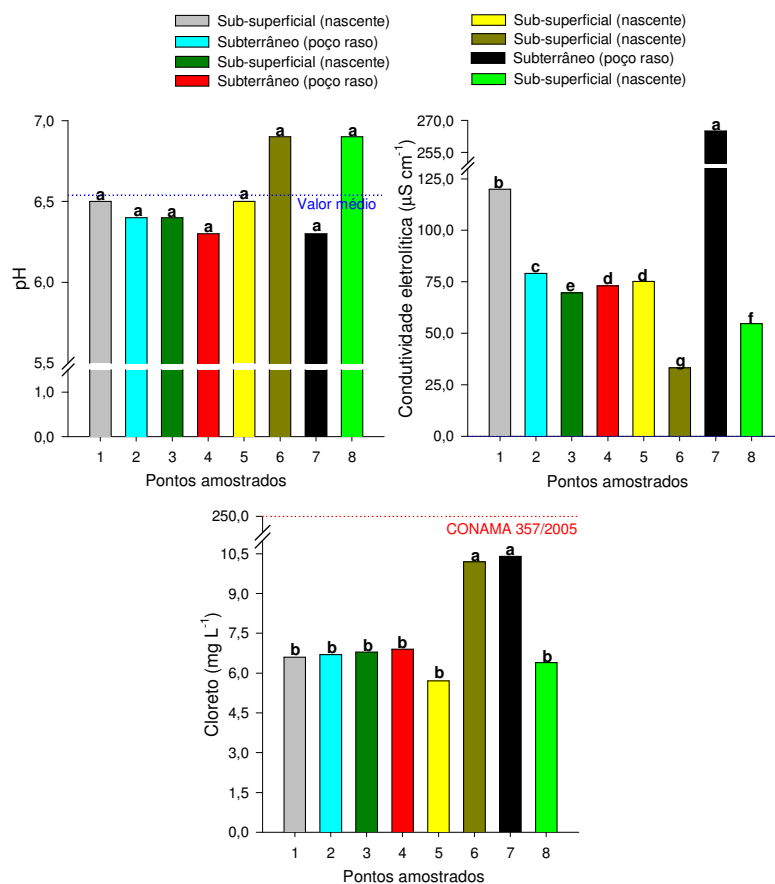 Sub-superficial (nascente)
Subterrâneo (poço raso)
Sub-superficial (nascente)
Subterrâneo (poço raso)
Sub-superficial (nascente)
Sub-superficial (nascente)
Subterrâneo (poço raso)
Sub-superficial (nascente)
7,0
6,5
6,0
5,5
1,0
0,0
pH
a a a a a a a a
Valor médio
1 2 3 4 5 6 7 8
Pontos amostrados
270,0
255,0
125,0
100,0
75,0
50,0
25,0
0,0
Condutividade eletrolítica (µS cm⁻¹)
b c e d d g a f
1 2 3 4 5 6 7 8
Pontos amostrados
250,0
10,5
9,0
7,5
6,0
4,5
3,0
1,5
0,0
Cloreto (mg L⁻¹)
CONAMA 357/2005
b b b b b a a b
1 2 3 4 5 6 7 8
Pontos amostrados